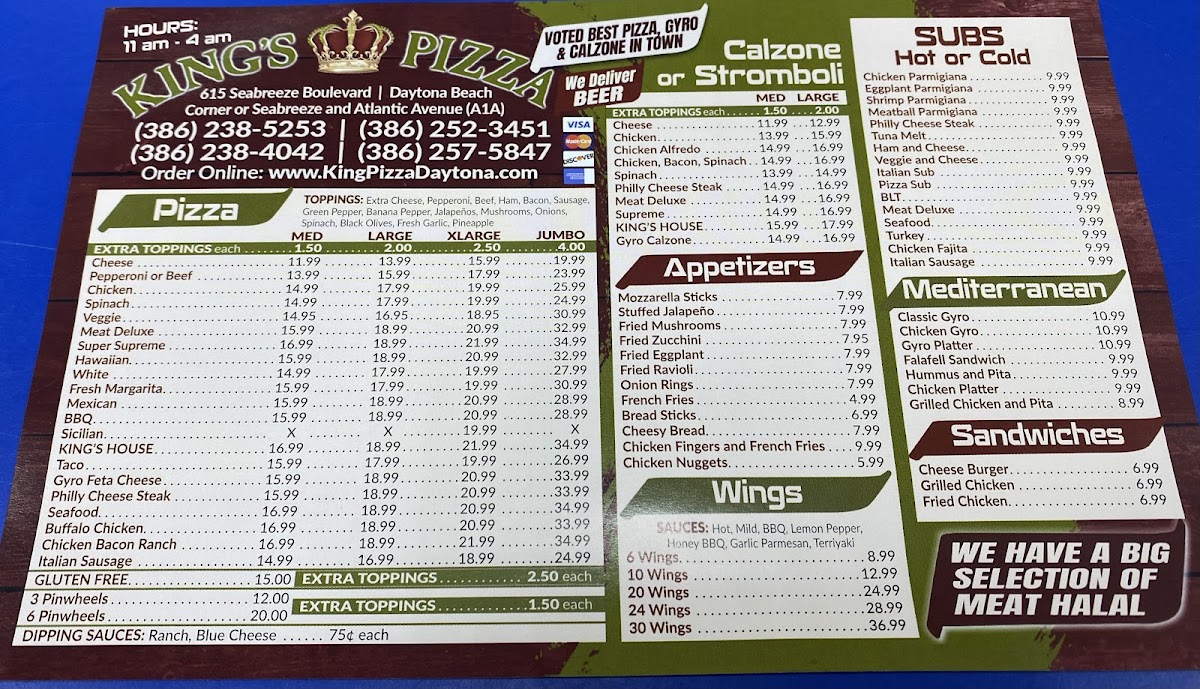 HOURS:
11 am - 4 am
KING'S PIZZA
615 Seabreeze Boulevard | Daytona Beach
Corner or Seabreeze and Atlantic Avenue (A1A)
(386) 238-5253 | (386) 252-3451
(386) 238-4042 | (386) 257-5847
Order Online: www.KingPizzaDaytona.com
VOTED BEST PIZZA, GYRO
& CALZONE IN TOWN
We Deliver
BEER
VISA
MasterCard
DISCOVER
Pizza
TOPPINGS: Extra Cheese, Pepperoni, Beef, Ham, Bacon, Sausage,
Green Pepper, Banana Pepper, Jalapeños, Mushrooms, Onions,
Spinach, Black Olives, Fresh Garlic, Pineapple
MED LARGE XLARGE JUMBO
EXTRA TOPPINGS each 1.50 2.00 2.50 4.00
Cheese 11.99 13.99 15.99 19.99
Pepperoni or Beef 13.99 15.99 17.99 23.99
Chicken 14.99 17.99 19.99 25.99
Spinach 14.99 17.99 19.99 24.99
Veggie 14.95 16.95 18.95 30.99
Meat Deluxe 15.99 18.99 20.99 32.99
Super Supreme 16.99 18.99 21.99 34.99
Hawaiian 15.99 18.99 20.99 32.99
White 14.99 17.99 19.99 27.99
Fresh Margarita 15.99 17.99 19.99 30.99
Mexican 15.99 18.99 20.99 28.99
BBQ 15.99 18.99 20.99 28.99
Sicilian X X 19.99 X
KING'S HOUSE 16.99 18.99 21.99 34.99
Taco 15.99 17.99 19.99 26.99
Gyro Feta Cheese 15.99 18.99 20.99 33.99
Philly Cheese Steak 15.99 18.99 20.99 33.99
Seafood 16.99 18.99 20.99 34.99
Buffalo Chicken 16.99 18.99 20.99 33.99
Chicken Bacon Ranch 16.99 18.99 21.99 34.99
Italian Sausage 14.99 16.99 18.99 24.99
GLUTEN FREE 15.00 EXTRA TOPPINGS 2.50 each
3 Pinwheels 12.00
6 Pinwheels 20.00
EXTRA TOPPINGS 1.50 each
DIPPING SAUCES: Ranch, Blue Cheese 75¢ each
Calzone
or Stromboli
MED LARGE
EXTRA TOPPINGS each 1.50 2.00
Cheese 11.99 12.99
Chicken 13.99 15.99
Chicken Alfredo 14.99 16.99
Chicken, Bacon, Spinach 14.99 16.99
Spinach 13.99 14.99
Philly Cheese Steak 14.99 16.99
Meat Deluxe 14.99 16.99
Supreme 14.99 16.99
KING'S HOUSE 15.99 17.99
Gyro Calzone 14.99 16.99
Appetizers
Mozzarella Sticks 7.99
Stuffed Jalapeño 7.99
Fried Mushrooms 7.99
Fried Zucchini 7.95
Fried Eggplant 7.99
Fried Ravioli 7.99
Onion Rings 7.99
French Fries 4.99
Bread Sticks 6.99
Cheesy Bread 7.99
Chicken Fingers and French Fries 9.99
Chicken Nuggets 5.99
Wings
SAUCES: Hot, Mild, BBQ, Lemon Pepper,
Honey BBQ, Garlic Parmesan, Terriyaki
6 Wings 8.99
10 Wings 12.99
20 Wings 24.99
24 Wings 28.99
30 Wings 36.99
SUBS
Hot or Cold
Chicken Parmigiana 9.99
Eggplant Parmigiana 9.99
Shrimp Parmigiana 9.99
Meatball Parmigiana 9.99
Philly Cheese Steak 9.99
Tuna Melt 9.99
Ham and Cheese 9.99
Veggie and Cheese 9.99
Italian Sub 9.99
Pizza Sub 9.99
BLT 9.99
Meat Deluxe 9.99
Seafood 9.99
Turkey 9.99
Chicken Fajita 9.99
Italian Sausage 9.99
Mediterranean
Classic Gyro 10.99
Chicken Gyro 10.99
Gyro Platter 10.99
Falafell Sandwich 9.99
Hummus and Pita 9.99
Chicken Platter 9.99
Grilled Chicken and Pita 8.99
Sandwiches
Cheese Burger 6.99
Grilled Chicken 6.99
Fried Chicken 6.99
WE HAVE A BIG
SELECTION OF
MEAT HALAL